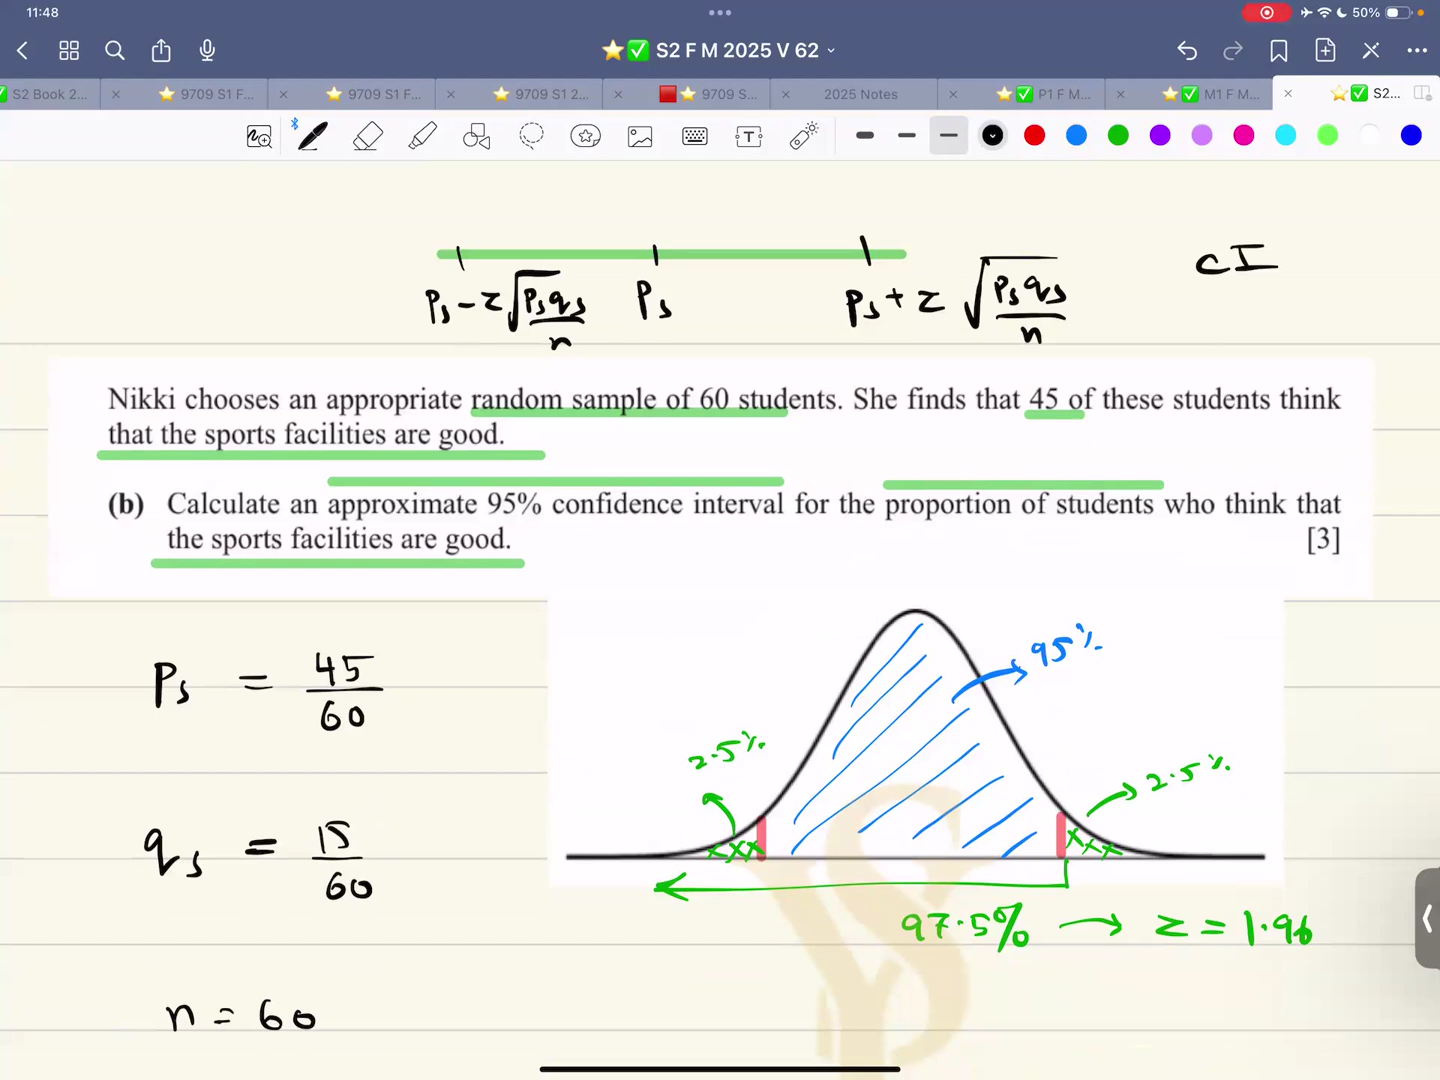 11:48
50%
S2 F M 2025 V 62
S2 Book 2...
9709 S1 F...
9709 S1 F...
9709 S1 2...
9709 S...
2025 Notes
P1 F M...
M1 F M...
S2...
CI
Ps - z √(Ps qs / n)
Ps
Ps + z √(Ps qs / n)
Nikki chooses an appropriate random sample of 60 students. She finds that 45 of these students think
that the sports facilities are good.
(b) Calculate an approximate 95% confidence interval for the proportion of students who think that
the sports facilities are good. [3]
Ps = 45/60
95%
2.5%
2.5%
qs = 15/60
97.5% → z = 1.96
n = 60